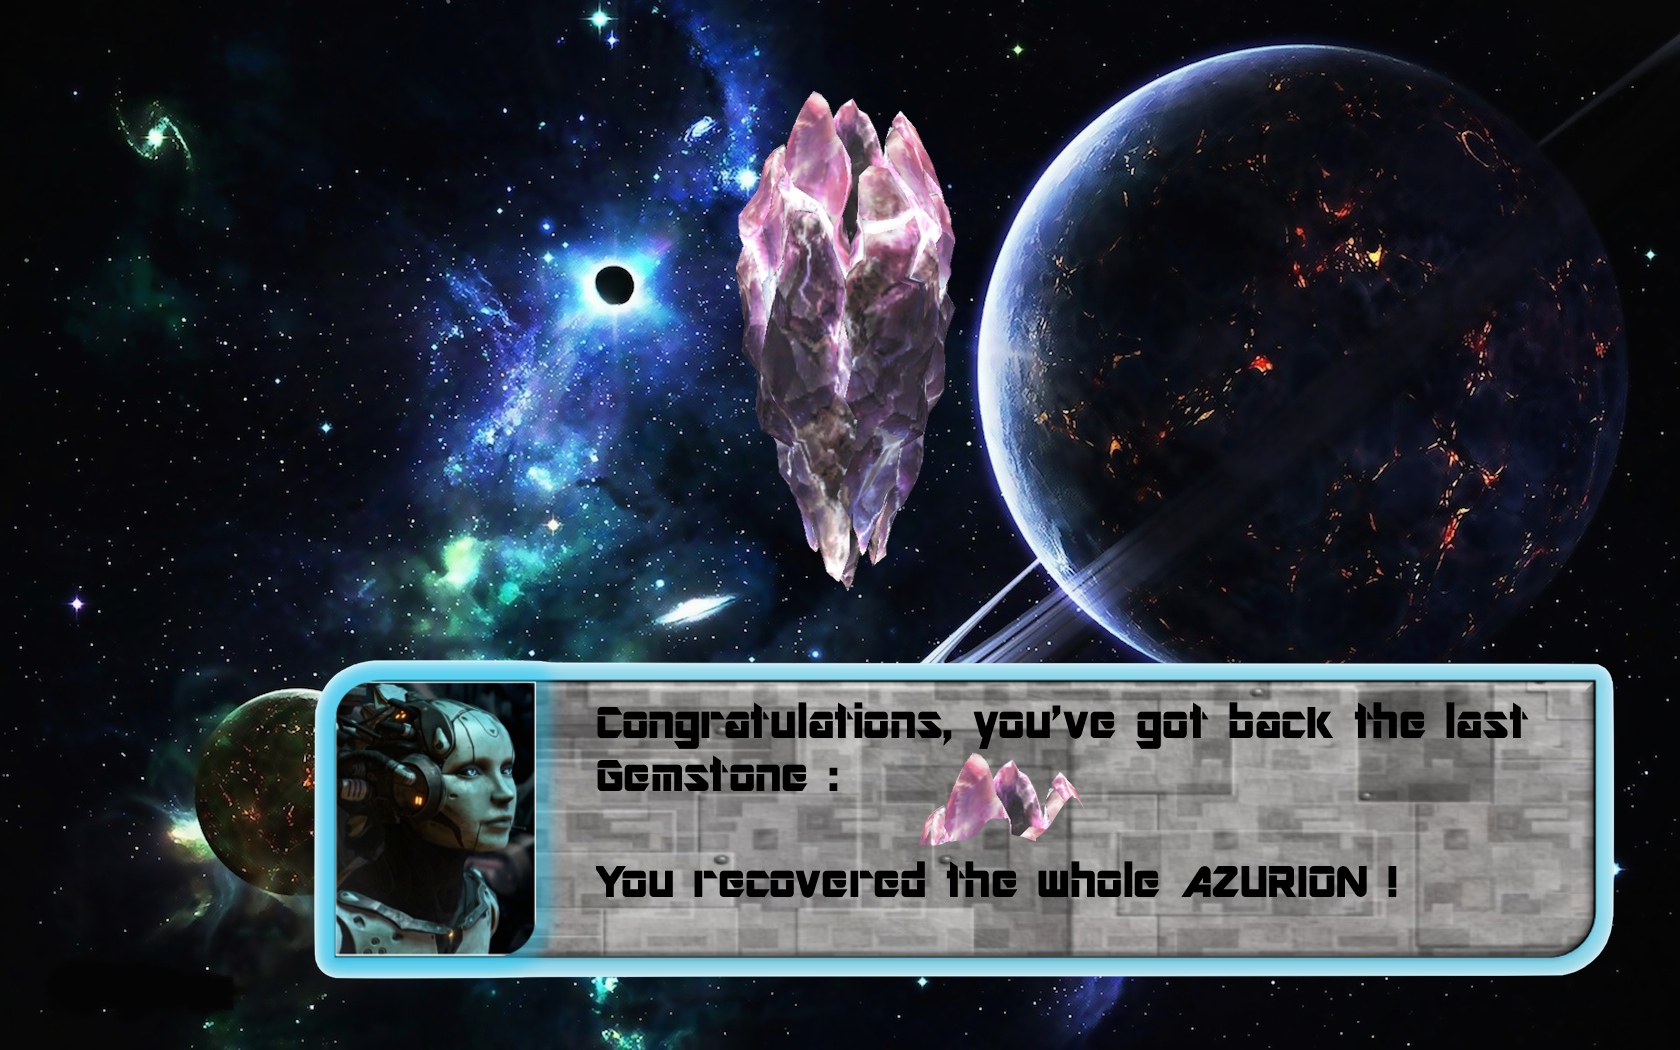 Congratulations, you've got back the last
Gemstone :
You recovered the whole AZURION !